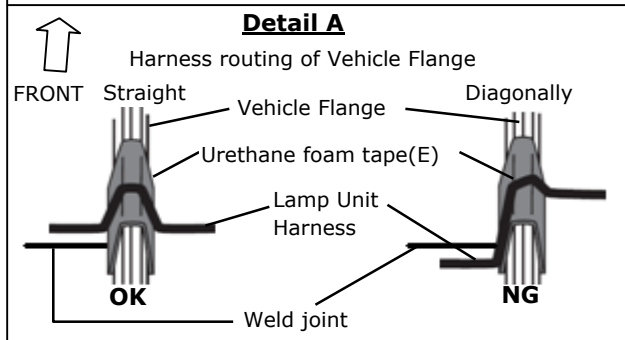 Detail A
Harness routing of Vehicle Flange
FRONT
Straight
Diagonally
Vehicle Flange
Urethane foam tape(E)
Lamp Unit
Harness
OK
NG
Weld joint